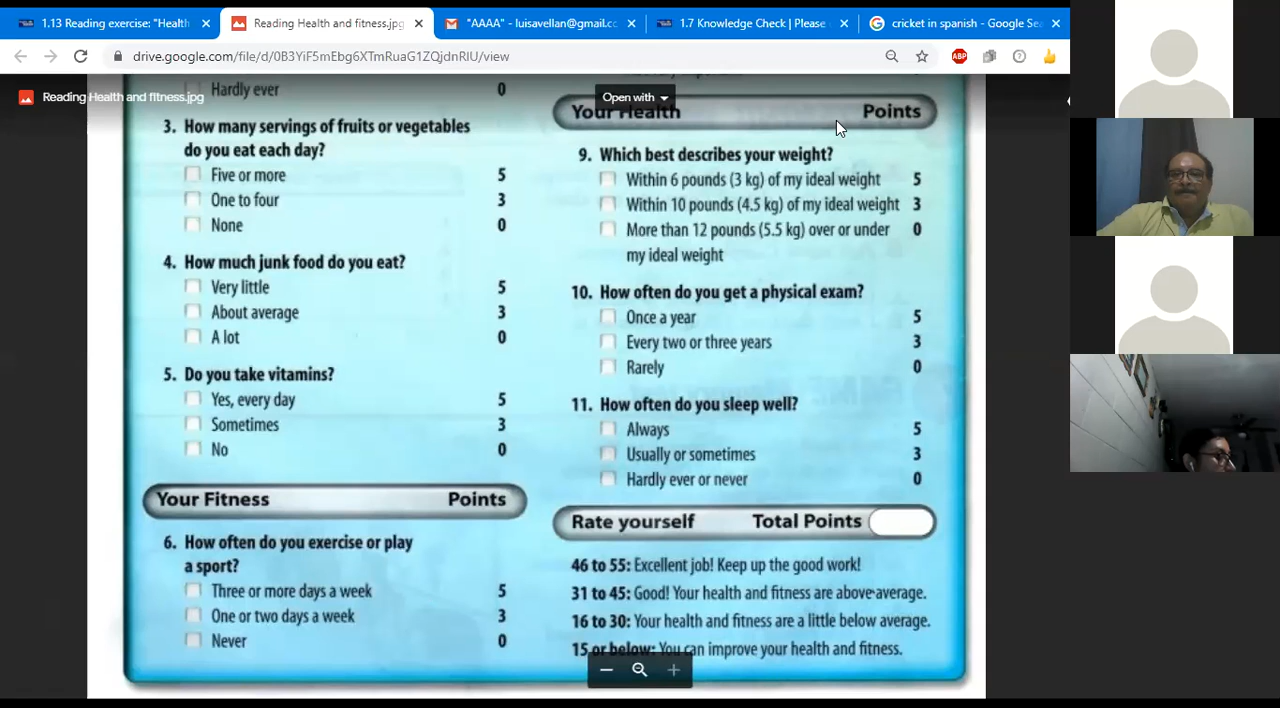 1.13 Reading exercise: "Health
Reading Health and fitness.jpg
"AAAA" - luisavellan@gmail.cc
1.7 Knowledge Check | Please
cricket in spanish - Google Sea
drive.google.com/file/d/0B3YiF5mEbg6XTmRuaG1ZQjdnRlU/view
ABP
Reading Health and fitness.jpg
Open with
Hardly ever 0
3. How many servings of fruits or vegetables
do you eat each day?
Five or more 5
One to four 3
None 0
4. How much junk food do you eat?
Very little 5
About average 3
A lot 0
5. Do you take vitamins?
Yes, every day 5
Sometimes 3
No 0
Your Fitness Points
6. How often do you exercise or play
a sport?
Three or more days a week 5
One or two days a week 3
Never 0
Your Health Points
9. Which best describes your weight?
Within 6 pounds (3 kg) of my ideal weight 5
Within 10 pounds (4.5 kg) of my ideal weight 3
More than 12 pounds (5.5 kg) over or under 0
my ideal weight
10. How often do you get a physical exam?
Once a year 5
Every two or three years 3
Rarely 0
11. How often do you sleep well?
Always 5
Usually or sometimes 3
Hardly ever or never 0
Rate yourself Total Points
46 to 55: Excellent job! Keep up the good work!
31 to 45: Good! Your health and fitness are above average.
16 to 30: Your health and fitness are a little below average.
15 or below: You can improve your health and fitness.